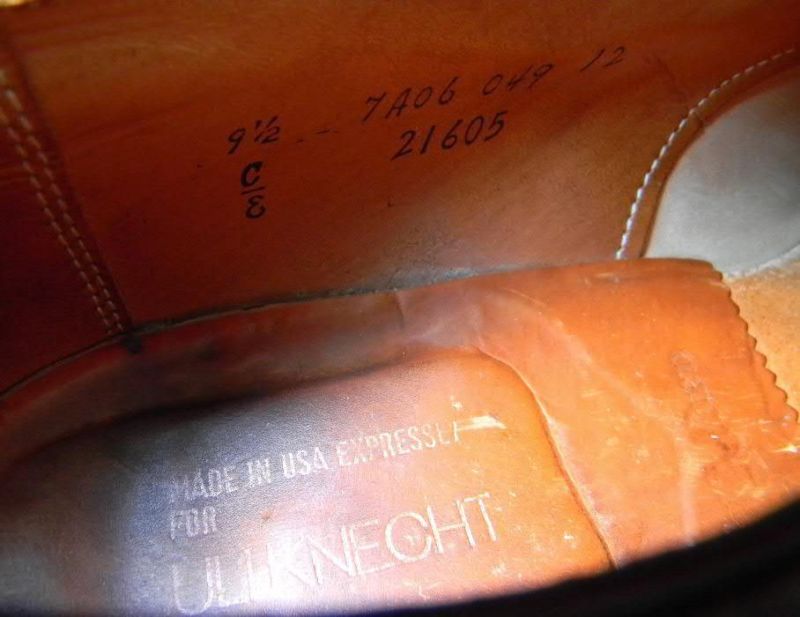 9½ -- 7A06 049 12
C 21605
E
MADE IN USA EXPRESSLY
FOR
ULLKNECHT